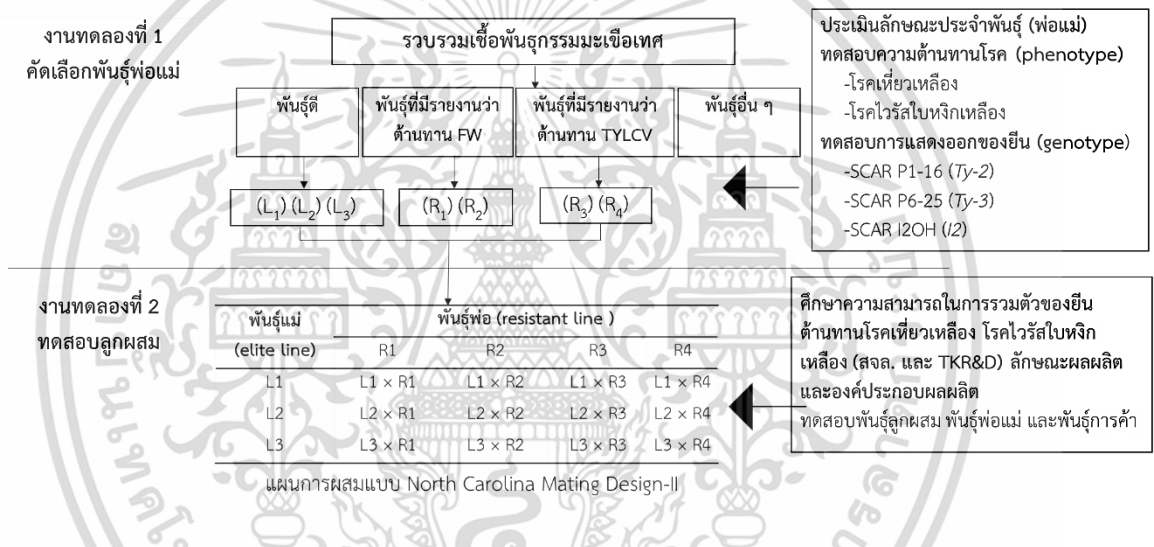 งานทดลองที่ 1
คัดเลือกพันธุ์พ่อแม่
รวบรวมเชื้อพันธุกรรมมะเขือเทศ
พันธุ์ดี
พันธุ์ที่มีรายงานว่า
ต้านทาน FW
พันธุ์ที่มีรายงานว่า
ต้านทาน TYLCV
พันธุ์อื่น ๆ
(L1) (L2) (L3)
(R1) (R2)
(R3) (R4)
ประเมินลักษณะประจำพันธุ์ (พ่อแม่)
ทดสอบความต้านทานโรค (phenotype)
-โรคเหี่ยวเหลือง
-โรคไวรัสใบหงิกเหลือง
ทดสอบการแสดงออกของยีน (genotype)
-SCAR P1-16 (Ty-2)
-SCAR P6-25 (Ty-3)
-SCAR I2OH (I2)
งานทดลองที่ 2
ทดสอบลูกผสม
พันธุ์แม่ พันธุ์พ่อ (resistant line )
(elite line) R1 R2 R3 R4
L1 L1 × R1 L1 × R2 L1 × R3 L1 × R4
L2 L2 × R1 L2 × R2 L2 × R3 L2 × R4
L3 L3 × R1 L3 × R2 L3 × R3 L3 × R4
แผนการผสมแบบ North Carolina Mating Design-II
ศึกษาความสามารถในการรวมตัวของยีน
ต้านทานโรคเหี่ยวเหลือง โรคไวรัสใบหงิก
เหลือง (สจล. และ TKR&D) ลักษณะผลผลิต
และองค์ประกอบผลผลิต
ทดสอบพันธุ์ลูกผสม พันธุ์พ่อแม่ และพันธุ์การค้า